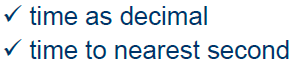 ✓ time as decimal
✓ time to nearest second